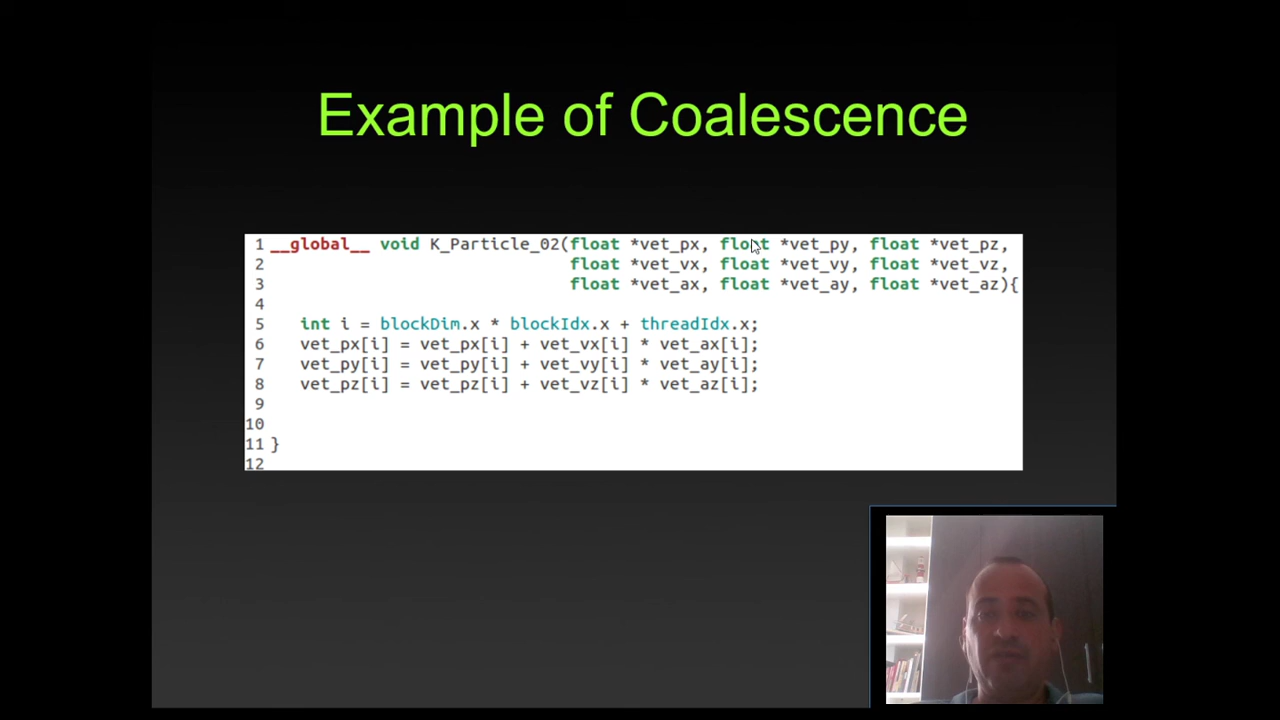 Example of Coalescence
1 __global__ void K_Particle_02(float *vet_px, float *vet_py, float *vet_pz,
2 float *vet_vx, float *vet_vy, float *vet_vz,
3 float *vet_ax, float *vet_ay, float *vet_az){
4
5 int i = blockDim.x * blockIdx.x + threadIdx.x;
6 vet_px[i] = vet_px[i] + vet_vx[i] * vet_ax[i];
7 vet_py[i] = vet_py[i] + vet_vy[i] * vet_ay[i];
8 vet_pz[i] = vet_pz[i] + vet_vz[i] * vet_az[i];
9
10
11 }
12